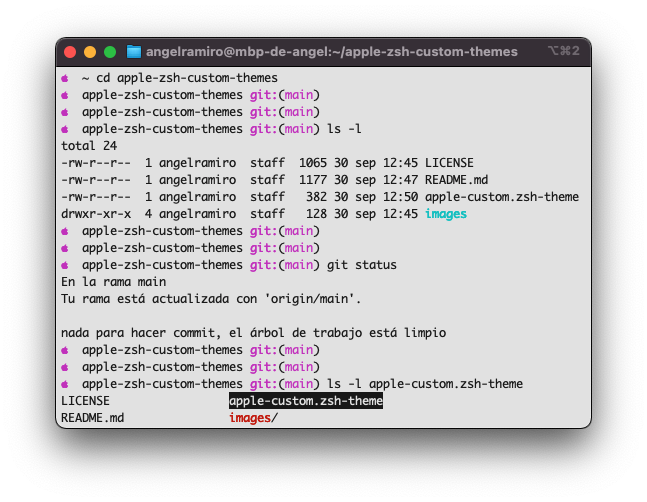 angelramiro@mbp-de-angel:~/apple-zsh-custom-themes ⌥⌘2
~ cd apple-zsh-custom-themes
apple-zsh-custom-themes git:(main)
apple-zsh-custom-themes git:(main)
apple-zsh-custom-themes git:(main) ls -l
total 24
-rw-r--r--  1 angelramiro  staff  1065 30 sep 12:45 LICENSE
-rw-r--r--  1 angelramiro  staff  1177 30 sep 12:47 README.md
-rw-r--r--  1 angelramiro  staff   382 30 sep 12:50 apple-custom.zsh-theme
drwxr-xr-x  4 angelramiro  staff   128 30 sep 12:45 images
apple-zsh-custom-themes git:(main)
apple-zsh-custom-themes git:(main)
apple-zsh-custom-themes git:(main) git status
En la rama main
Tu rama está actualizada con 'origin/main'.
nada para hacer commit, el árbol de trabajo está limpio
apple-zsh-custom-themes git:(main)
apple-zsh-custom-themes git:(main)
apple-zsh-custom-themes git:(main) ls -l apple-custom.zsh-theme
LICENSE apple-custom.zsh-theme
README.md images/